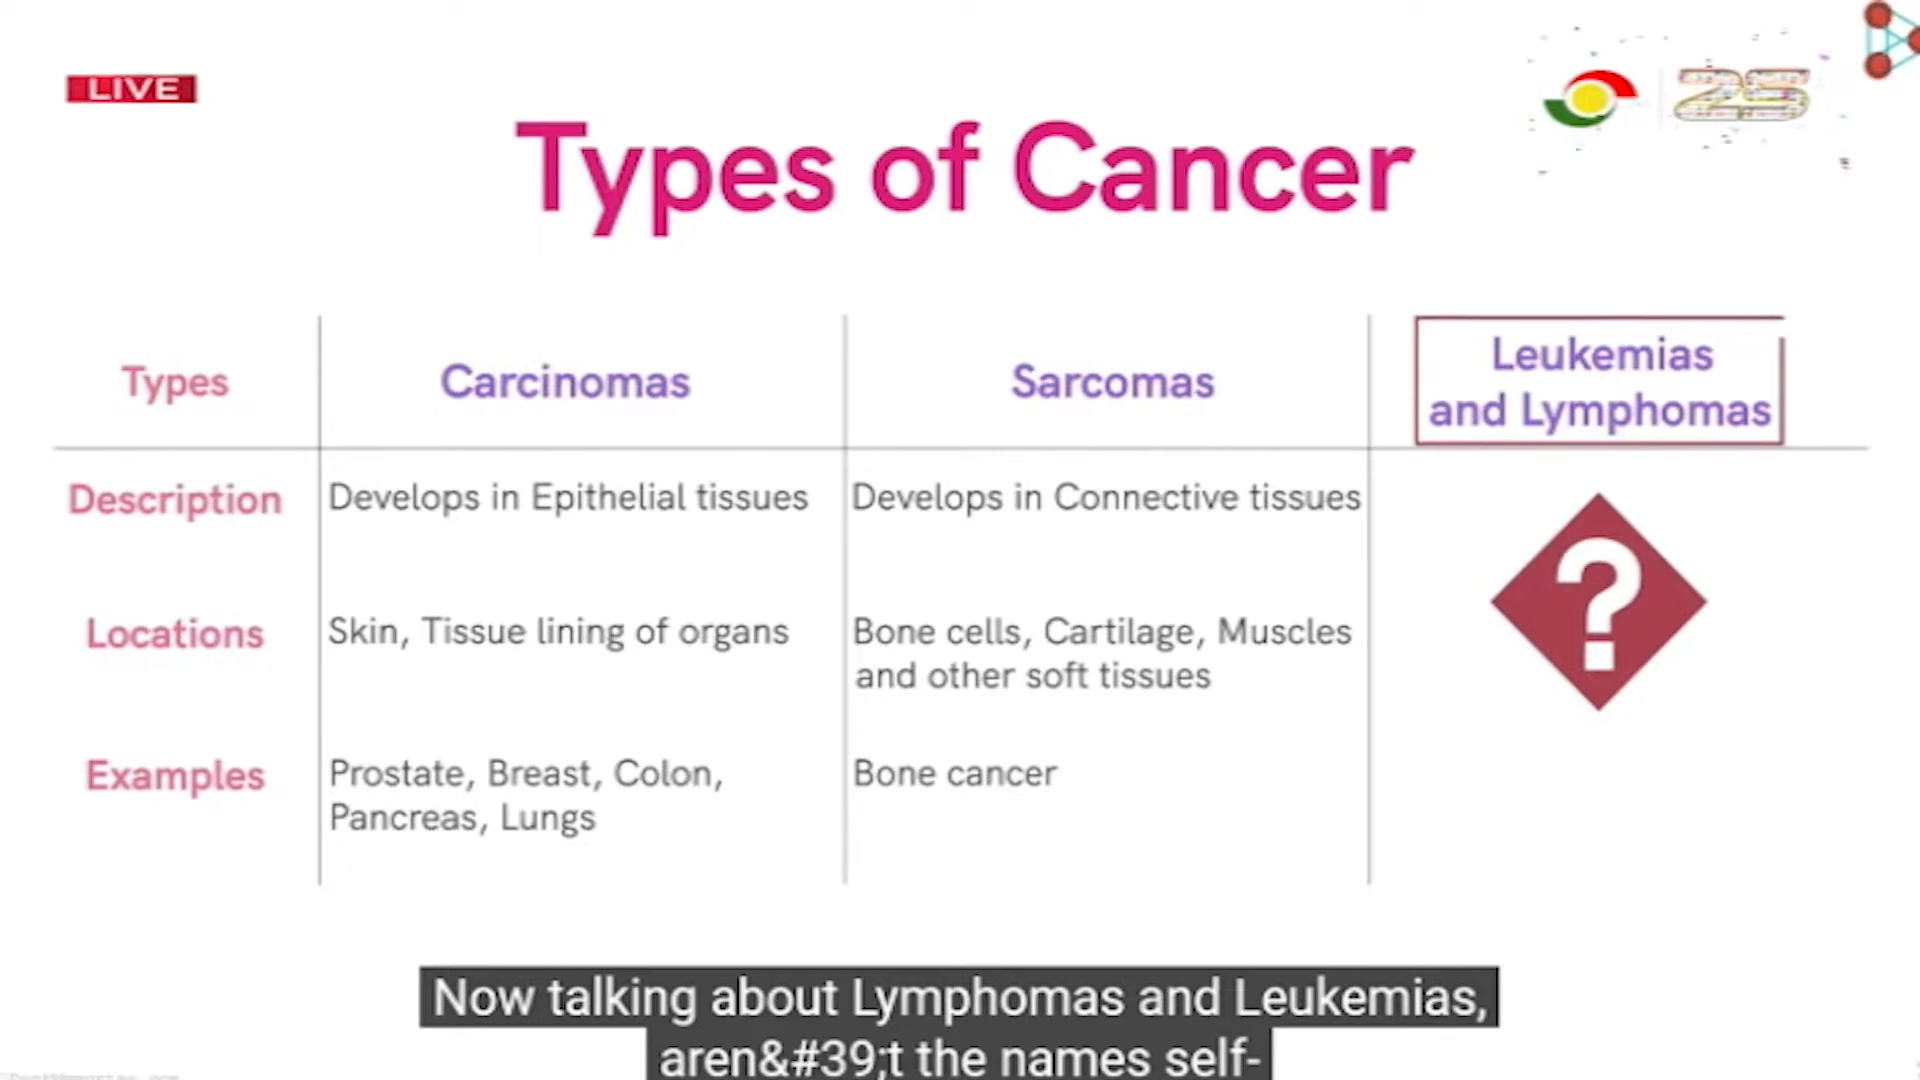 LIVE
25
Types of Cancer
Types
Carcinomas
Sarcomas
Leukemias
and Lymphomas
Description
Develops in Epithelial tissues
Develops in Connective tissues
?
Locations
Skin, Tissue lining of organs
Bone cells, Cartilage, Muscles
and other soft tissues
Examples
Prostate, Breast, Colon,
Pancreas, Lungs
Bone cancer
Now talking about Lymphomas and Leukemias,
aren&#39;t the names self-